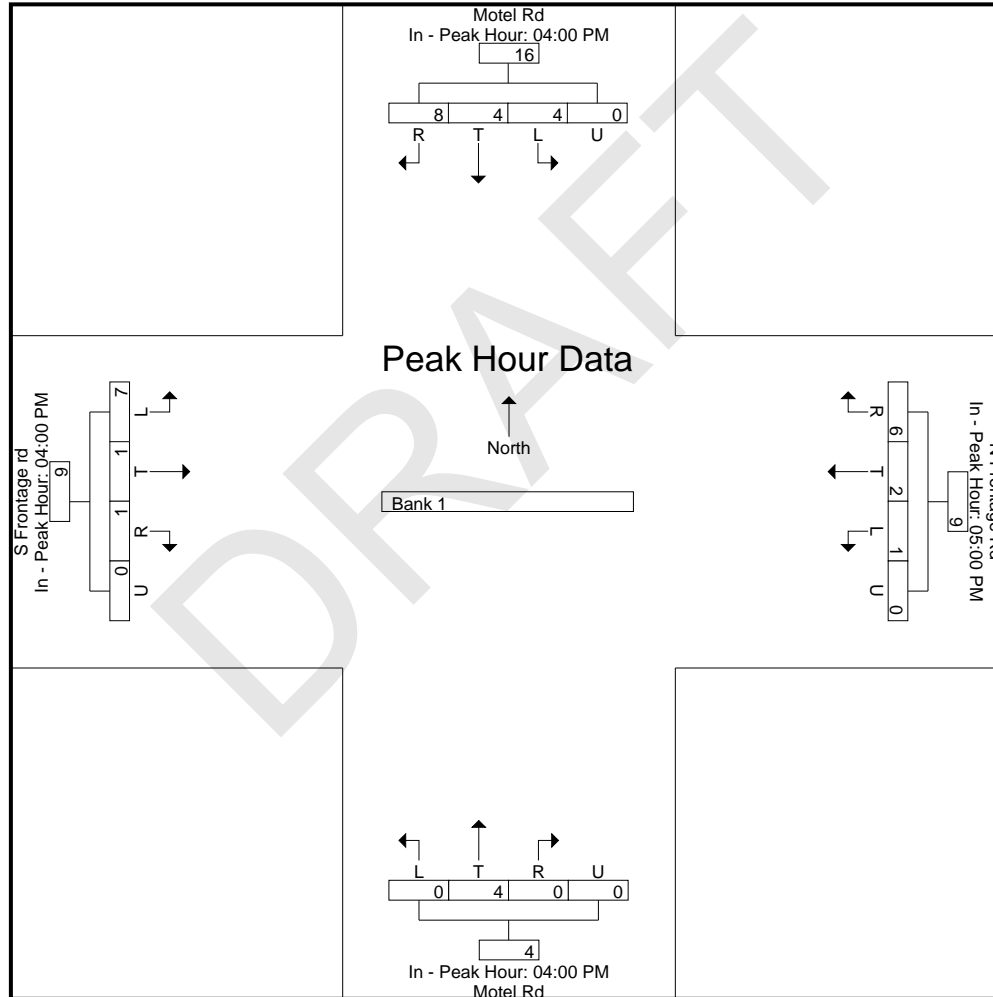 Motel Rd
In - Peak Hour: 04:00 PM
16
8 4 4 0
R T L U
DRAFT
Peak Hour Data
North
Bank 1
S Frontage rd
In - Peak Hour: 04:00 PM
9
7 1 1 0
L T R U
In - Peak Hour: 05:00 PM
9
6 2 1 0
R T L U
L T R U
0 4 0 0
4
In - Peak Hour: 04:00 PM
Motel Rd